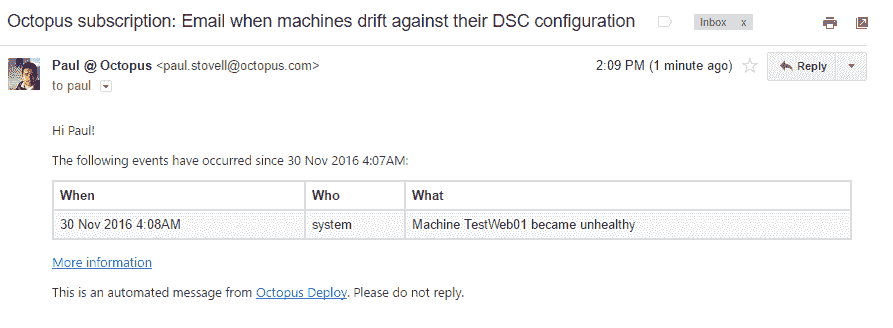 Octopus subscription: Email when machines drift against their DSC configuration Inbox x
Paul @ Octopus <paul.stovell@octopus.com> 2:09 PM (1 minute ago) Reply
to paul
Hi Paul!
The following events have occurred since 30 Nov 2016 4:07AM:
When Who What
30 Nov 2016 4:08AM system Machine TestWeb01 became unhealthy
More information
This is an automated message from Octopus Deploy. Please do not reply.